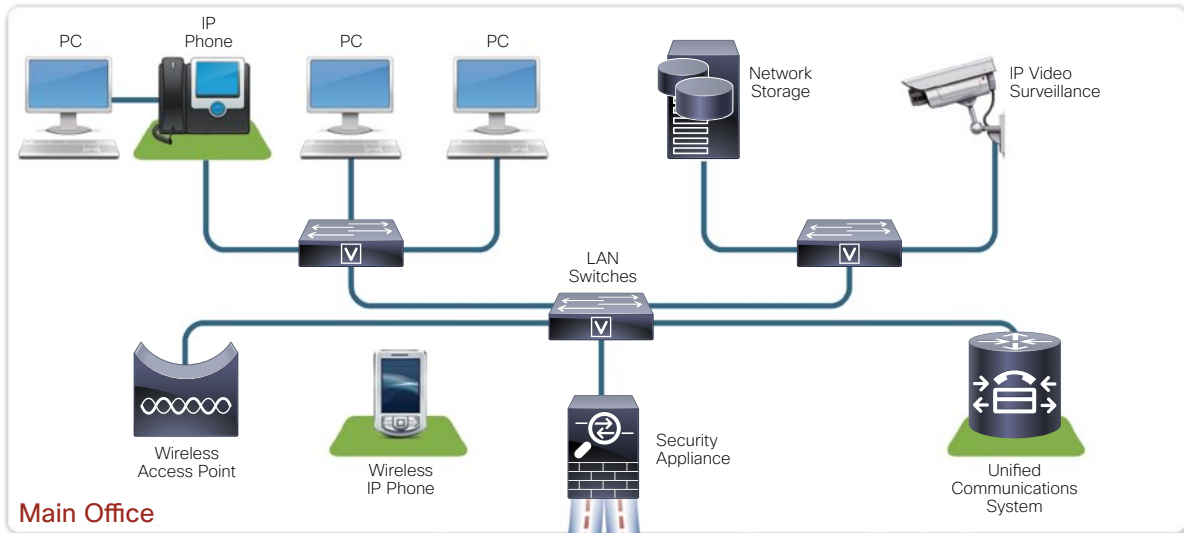 PC
IP
Phone
PC
PC
Network
Storage
IP Video
Surveillance
V
V
LAN
Switches
V
Wireless
Access Point
Wireless
IP Phone
Security
Appliance
Unified
Communications
System
Main Office